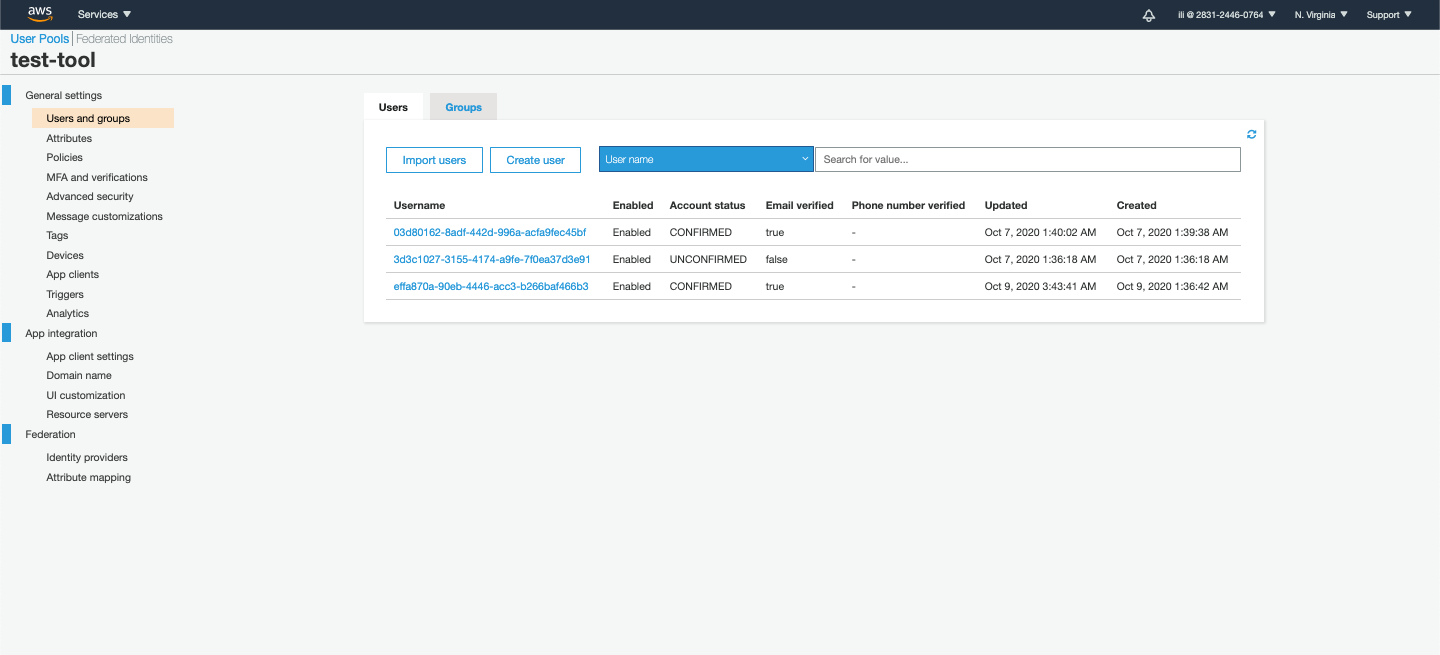 aws Services ili @ 2831-2446-0764 N. Virginia Support
User Pools | Federated Identities
test-tool
General settings
Users and groups
Attributes
Policies
MFA and verifications
Advanced security
Message customizations
Tags
Devices
App clients
Triggers
Analytics
App integration
App client settings
Domain name
UI customization
Resource servers
Federation
Identity providers
Attribute mapping
Users Groups
Import users Create user User name Search for value...
Username Enabled Account status Email verified Phone number verified Updated Created
03d80162-8adf-442d-996a-acfa9fec45bf Enabled CONFIRMED true - Oct 7, 2020 1:40:02 AM Oct 7, 2020 1:39:38 AM
3d3c1027-3155-4174-a9fe-7f0ea37d3e91 Enabled UNCONFIRMED false - Oct 7, 2020 1:36:18 AM Oct 7, 2020 1:36:18 AM
effa870a-90eb-4446-acc3-b266baf466b3 Enabled CONFIRMED true - Oct 9, 2020 3:43:41 AM Oct 9, 2020 1:36:42 AM